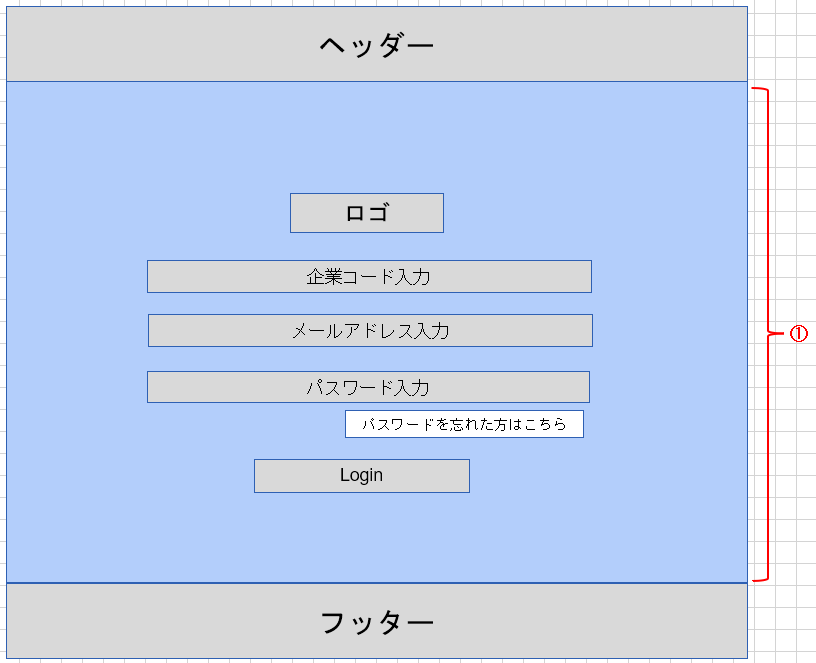 ヘッダー
ロゴ
企業コード入力
メールアドレス入力
パスワード入力
パスワードを忘れた方はこちら
Login
①
フッター